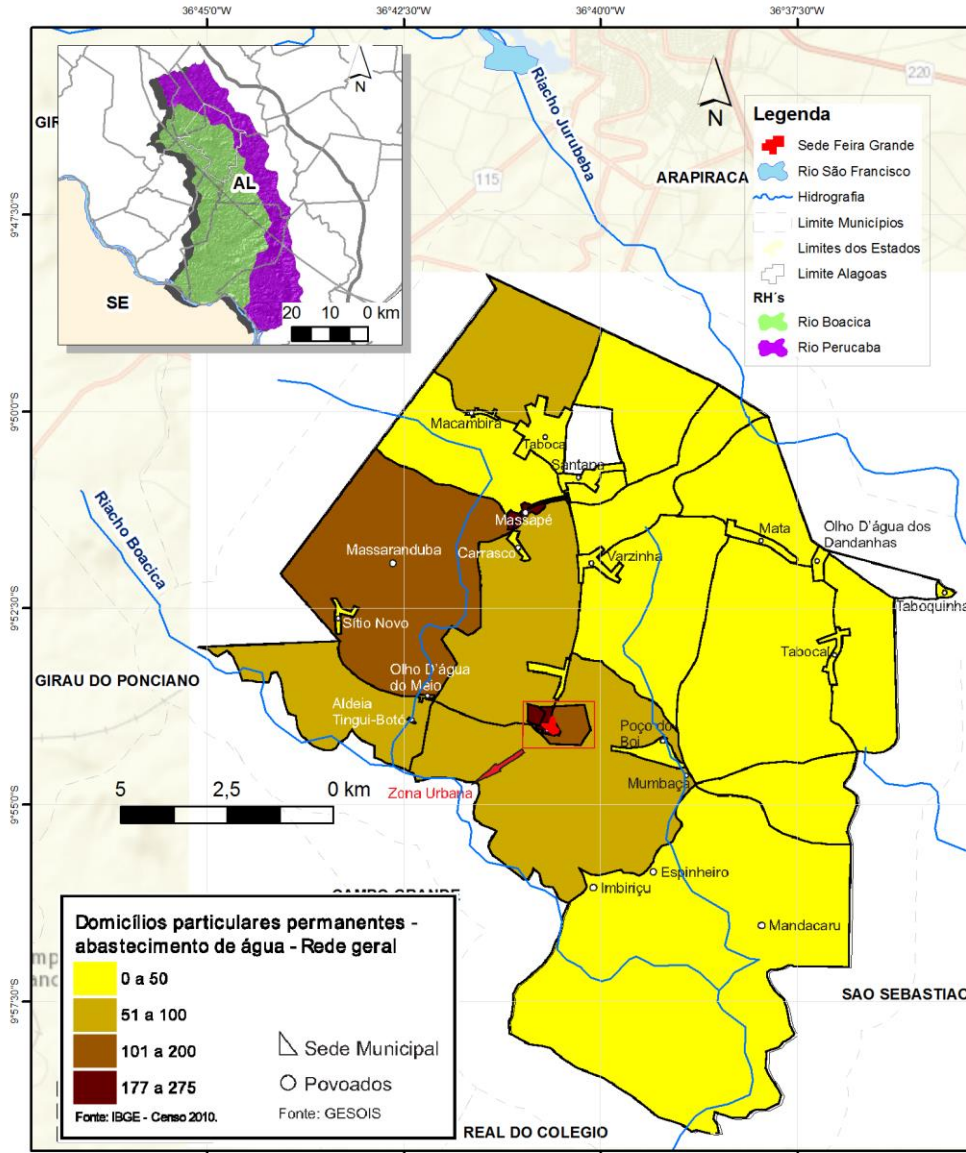 36°45'0"W 36°42'30"W 36°40'0"W 36°37'30"W
9°47'30"S
9°50'0"S
9°52'30"S
9°55'0"S
9°57'30"S
N
AL
SE
20 10 0 km
GIR
Riacho Jurubeba
N
220
115
ARAPIRACA
Legenda
Sede Feira Grande
Rio São Francisco
Hidrografia
Limite Municípios
Limites dos Estados
Limite Alagoas
RH´s
Rio Boacica
Rio Perucaba
Macambira
Taboca
Santana
Massapé
Carrasco
Massaranduba
Varzinha
Mata
Olho D'água dos
Dandanhas
Taboquinha
Riacho Boacica
Sítio Novo
Tabocal
GIRAU DO PONCIANO
Olho D'água
do Meio
Aldeia
Tingui-Botó
Poço do
Boi
Zona Urbana
Mumbaça
5 2,5 0 km
Espinheiro
Imbiriçu
Mandacaru
CAMPO GRANDE
SAO SEBASTIAO
Domicílios particulares permanentes -
abastecimento de água - Rede geral
0 a 50
51 a 100
101 a 200
177 a 275
Fonte: IBGE - Censo 2010.
Sede Municipal
Povoados
Fonte: GESOIS
REAL DO COLEGIO